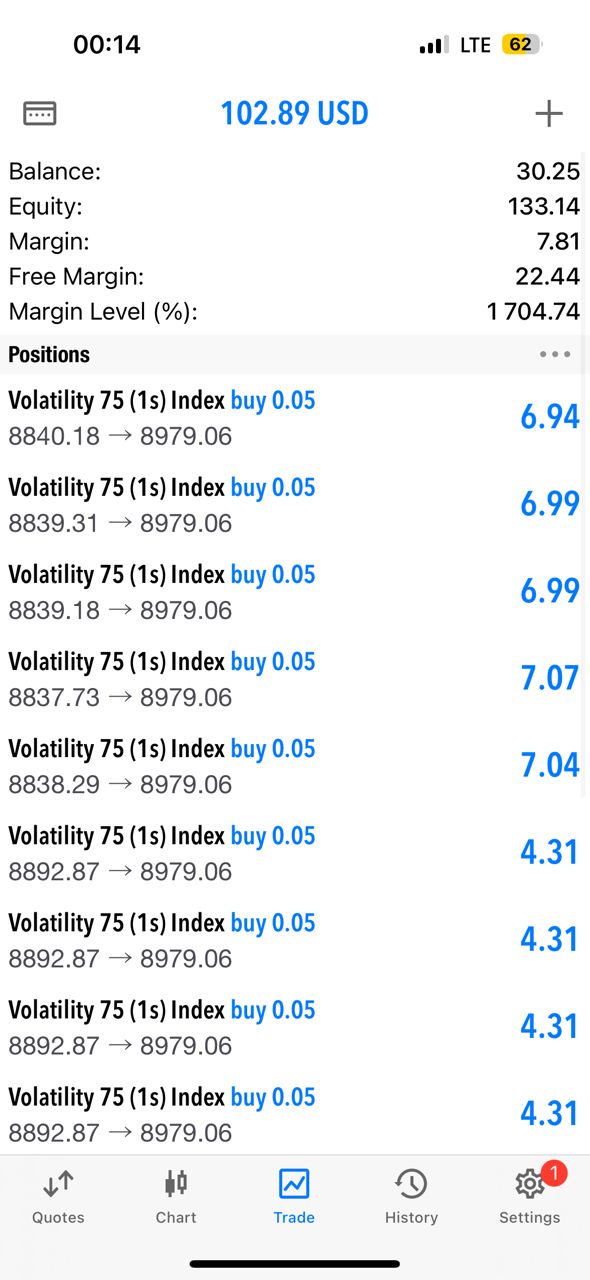 00:14 LTE 62
102.89 USD
Balance: 30.25
Equity: 133.14
Margin: 7.81
Free Margin: 22.44
Margin Level (%): 1 704.74
Positions
Volatility 75 (1s) Index buy 0.05
8840.18 → 8979.06 6.94
Volatility 75 (1s) Index buy 0.05
8839.31 → 8979.06 6.99
Volatility 75 (1s) Index buy 0.05
8839.18 → 8979.06 6.99
Volatility 75 (1s) Index buy 0.05
8837.73 → 8979.06 7.07
Volatility 75 (1s) Index buy 0.05
8838.29 → 8979.06 7.04
Volatility 75 (1s) Index buy 0.05
8892.87 → 8979.06 4.31
Volatility 75 (1s) Index buy 0.05
8892.87 → 8979.06 4.31
Volatility 75 (1s) Index buy 0.05
8892.87 → 8979.06 4.31
Volatility 75 (1s) Index buy 0.05
8892.87 → 8979.06 4.31
1
Quotes Chart Trade History Settings